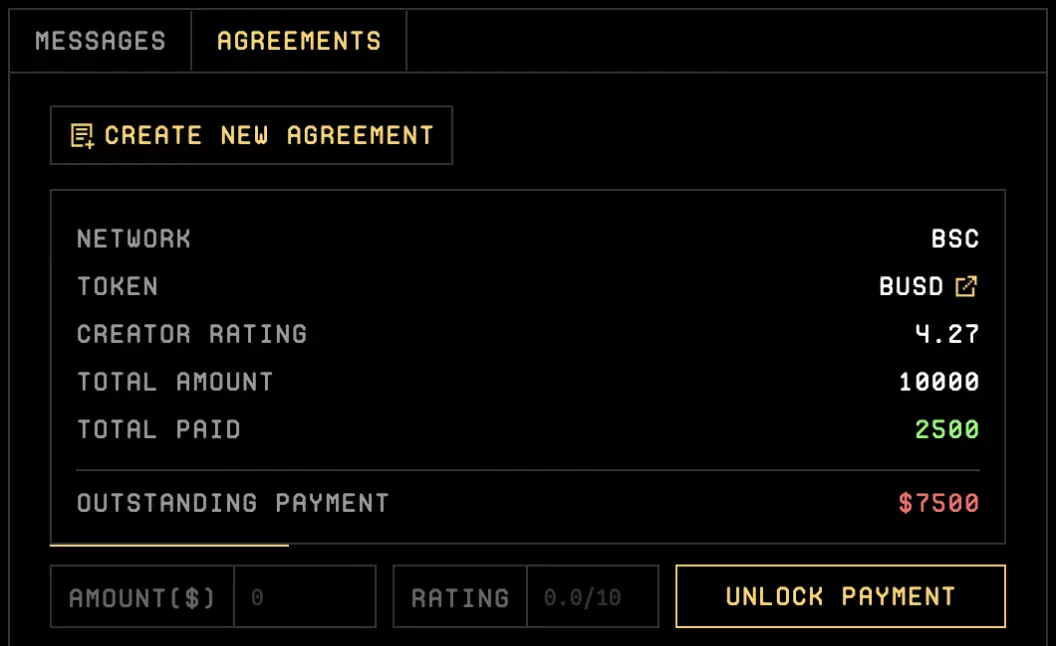 MESSAGES AGREEMENTS
CREATE NEW AGREEMENT
NETWORK BSC
TOKEN BUSD
CREATOR RATING 4.27
TOTAL AMOUNT 10000
TOTAL PAID 2500
OUTSTANDING PAYMENT $7500
AMOUNT($) 0 RATING 0.0/10 UNLOCK PAYMENT